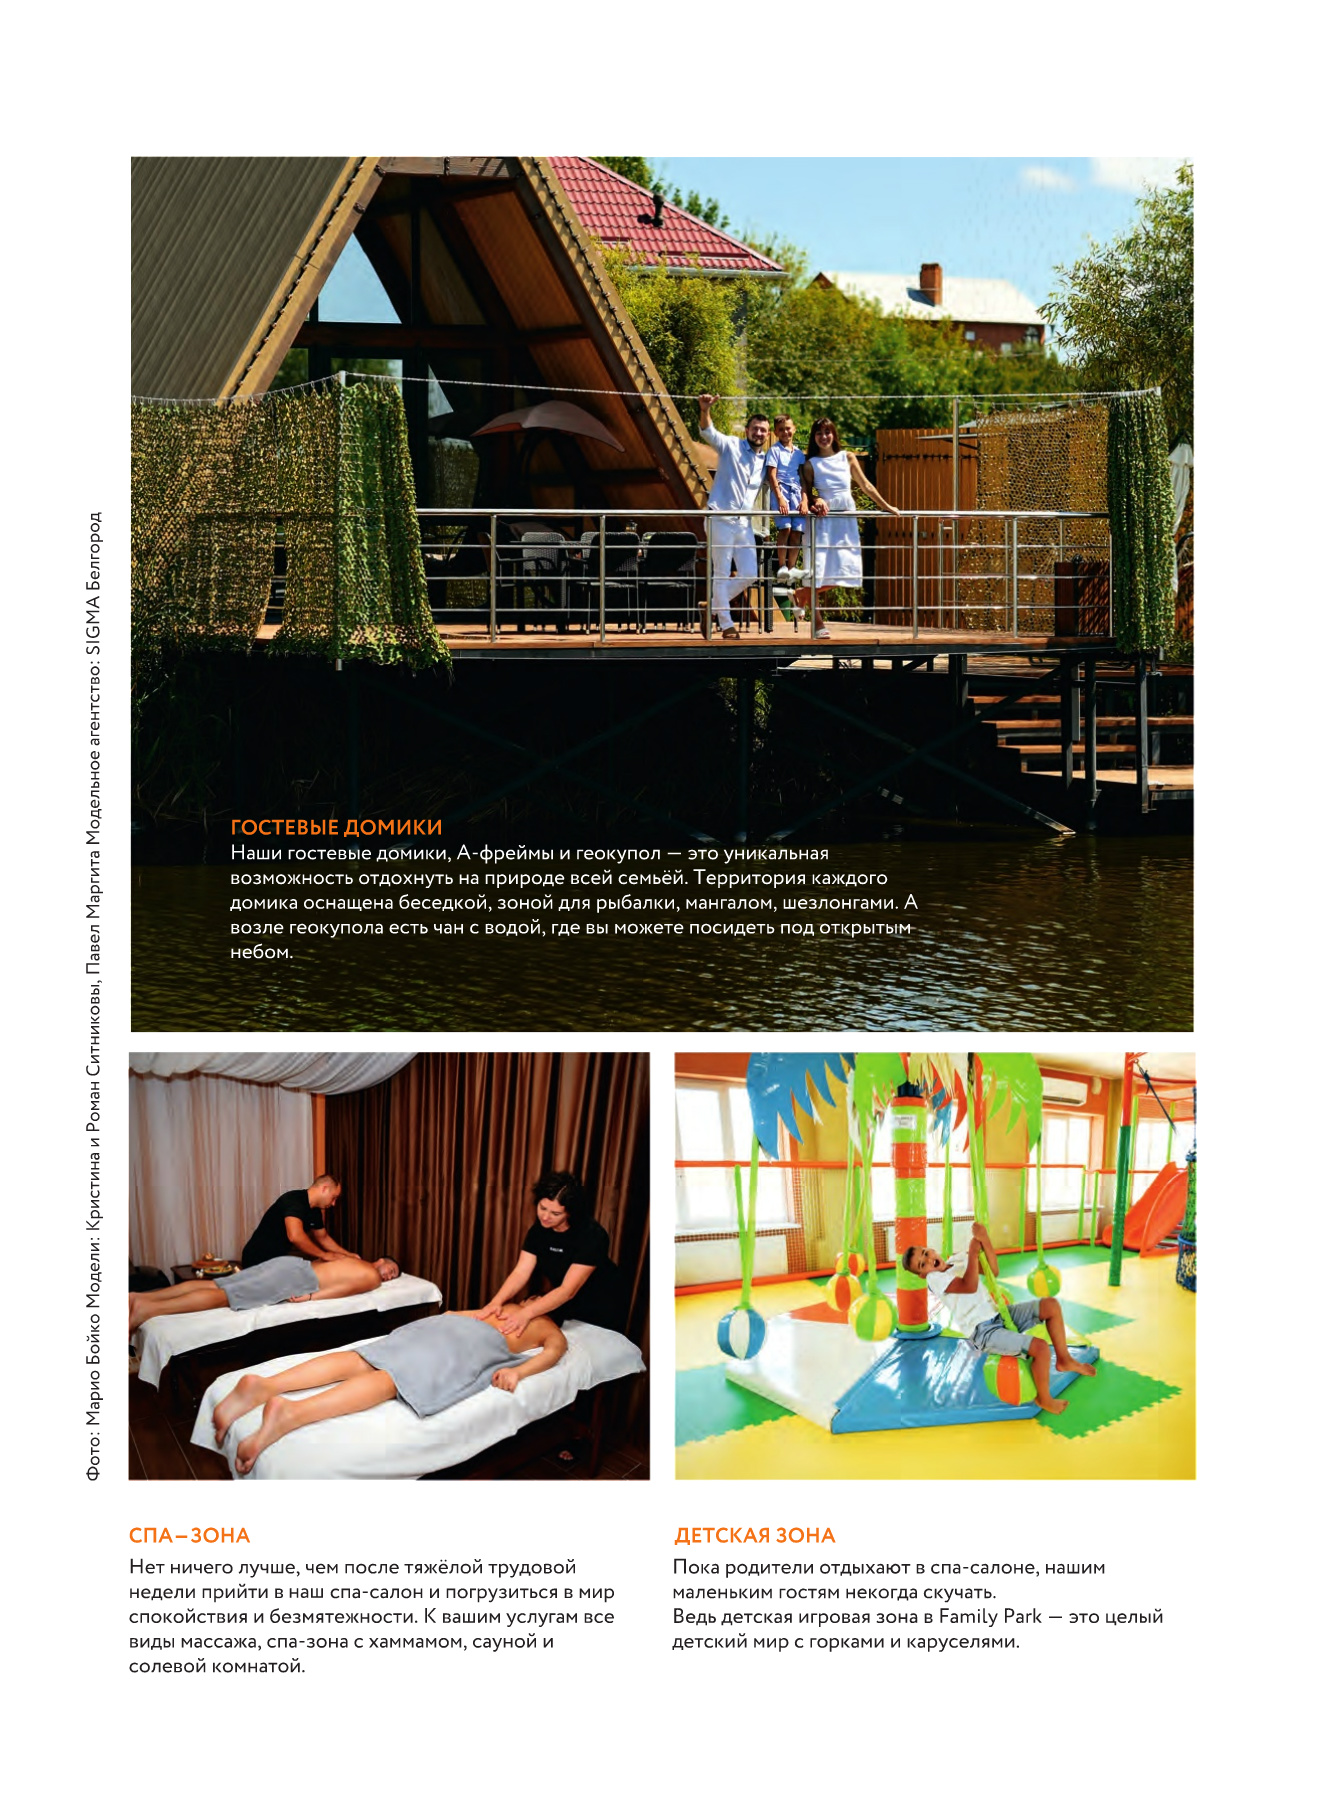 Фото: Марио Бойко Модели: Кристина и Роман Ситниковы, Павел Маргита Модельное агентство: SIGMA Белгород
ГОСТЕВЫЕ ДОМИКИ
Наши гостевые домики, А-фреймы и геокупол — это уникальная
возможность отдохнуть на природе всей семьёй. Территория каждого
домика оснащена беседкой, зоной для рыбалки, мангалом, шезлонгами. А
возле геокупола есть чан с водой, где вы можете посидеть под открытым
небом.
СПА–ЗОНА
Нет ничего лучше, чем после тяжёлой трудовой
недели прийти в наш спа-салон и погрузиться в мир
спокойствия и безмятежности. К вашим услугам все
виды массажа, спа-зона с хаммамом, сауной и
солевой комнатой.
ДЕТСКАЯ ЗОНА
Пока родители отдыхают в спа-салоне, нашим
маленьким гостям некогда скучать.
Ведь детская игровая зона в Family Park — это целый
детский мир с горками и каруселями.